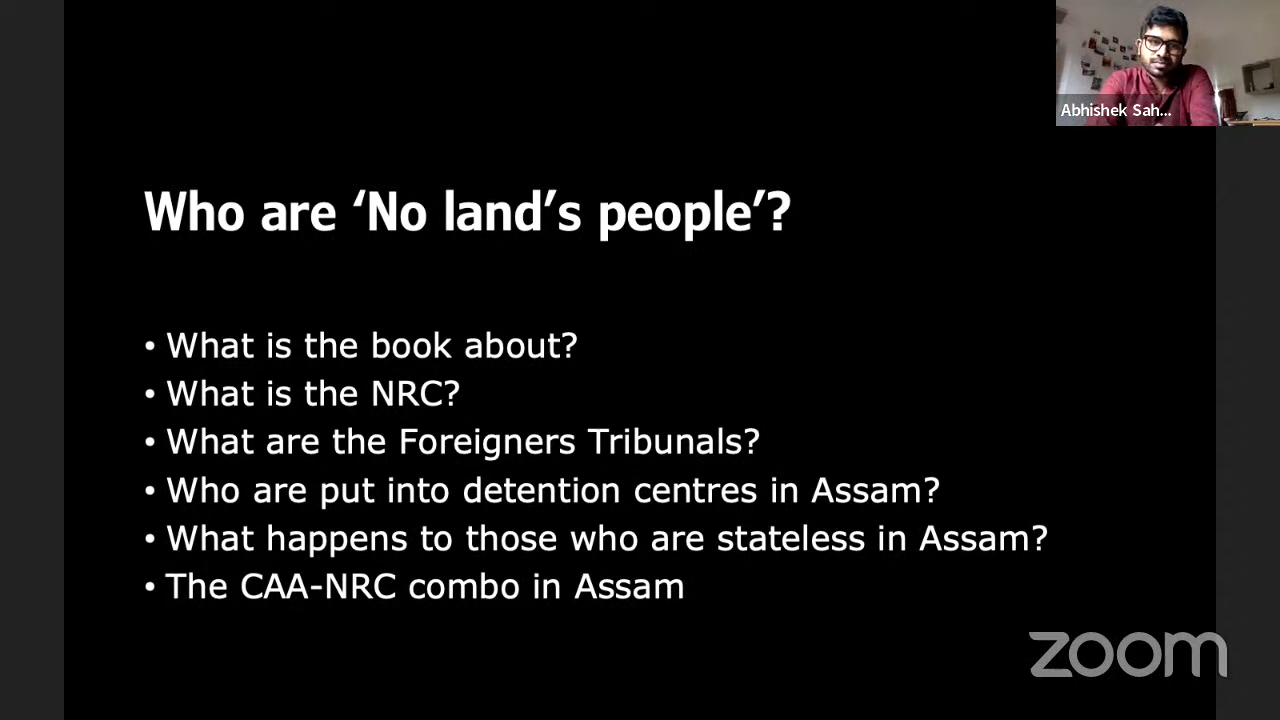 Abhishek Sah...
Who are ‘No land’s people’?
• What is the book about?
• What is the NRC?
• What are the Foreigners Tribunals?
• Who are put into detention centres in Assam?
• What happens to those who are stateless in Assam?
• The CAA-NRC combo in Assam
zoom